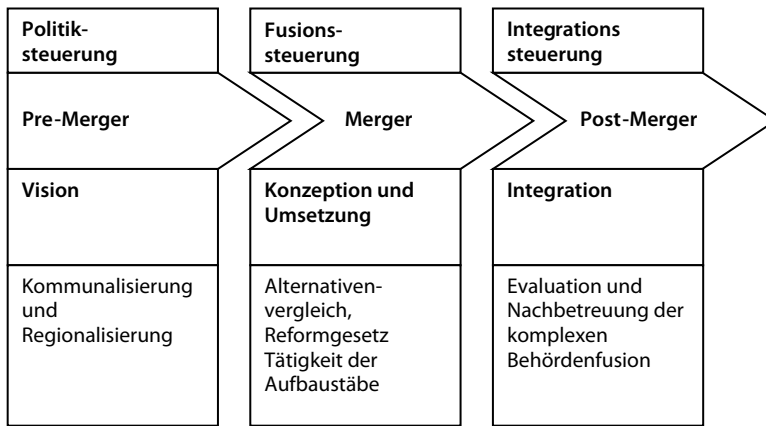 Politik-
steuerung
Pre-Merger
Vision
Kommunalisierung
und
Regionalisierung
Fusions-
steuerung
Merger
Konzeption und
Umsetzung
Alternativen-
vergleich,
Reformgesetz
Tätigkeit der
Aufbaustäbe
Integrations
steuerung
Post-Merger
Integration
Evaluation und
Nachbetreuung der
komplexen
Behördenfusion